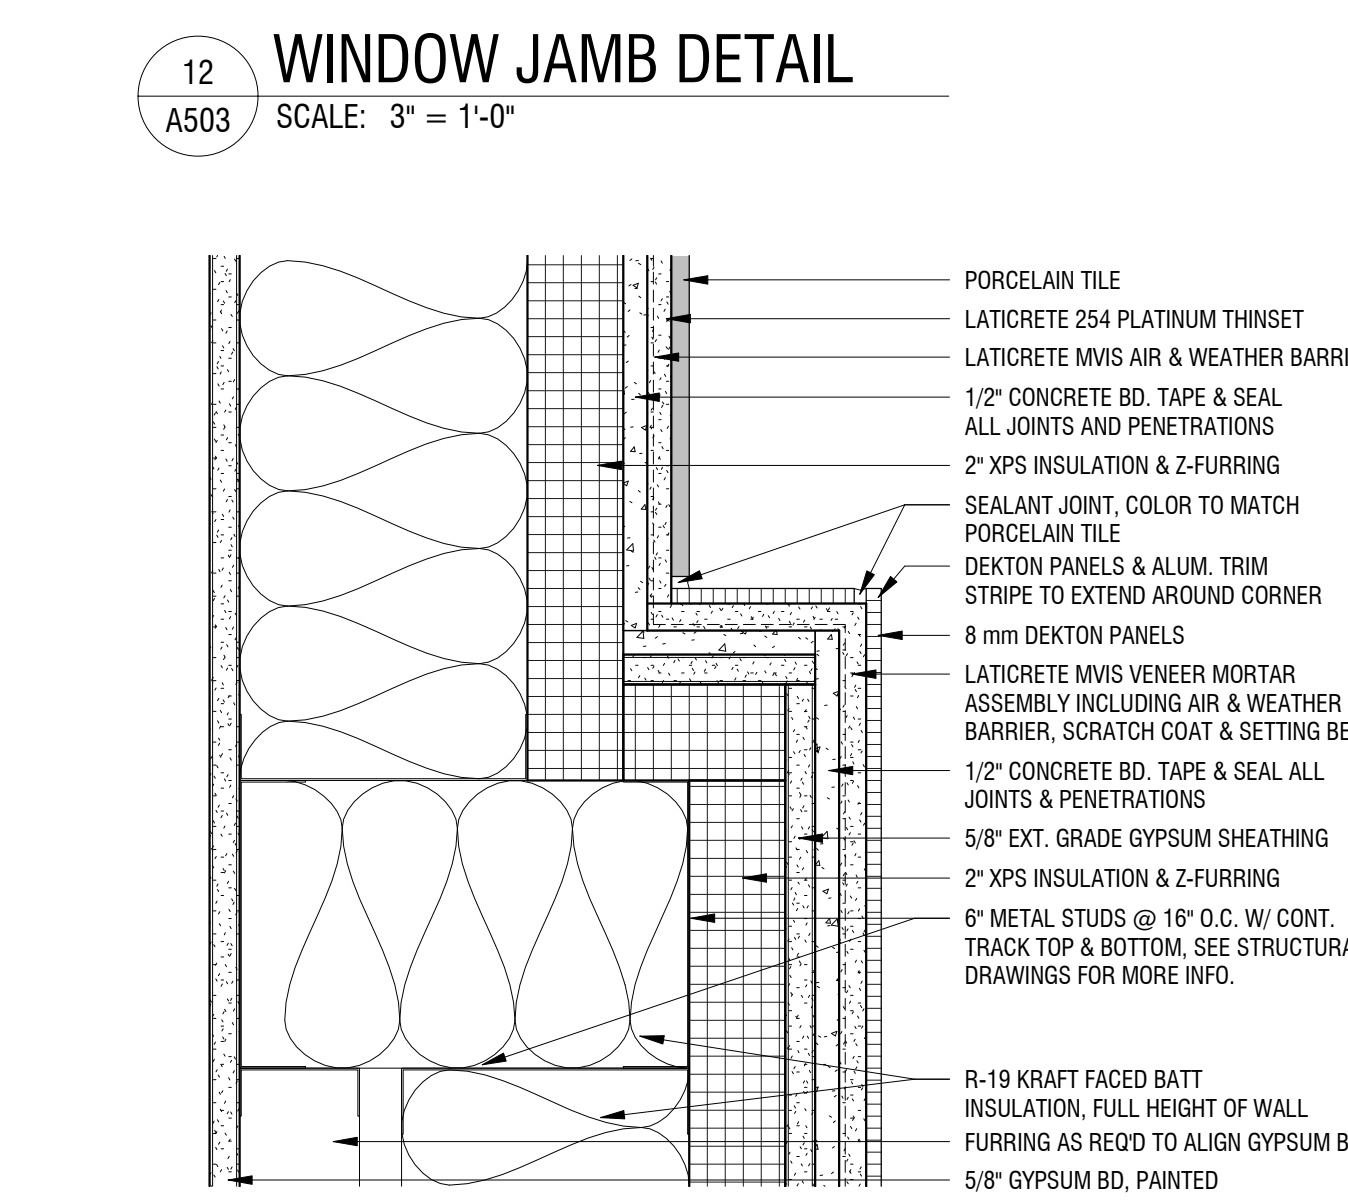 12
A503
WINDOW JAMB DETAIL
SCALE: 3" = 1'-0"
PORCELAIN TILE
LATICRETE 254 PLATINUM THINSET
LATICRETE MVIS AIR & WEATHER BARRI
1/2" CONCRETE BD. TAPE & SEAL
ALL JOINTS AND PENETRATIONS
2" XPS INSULATION & Z-FURRING
SEALANT JOINT, COLOR TO MATCH
PORCELAIN TILE
DEKTON PANELS & ALUM. TRIM
STRIPE TO EXTEND AROUND CORNER
8 mm DEKTON PANELS
LATICRETE MVIS VENEER MORTAR
ASSEMBLY INCLUDING AIR & WEATHER
BARRIER, SCRATCH COAT & SETTING BE
1/2" CONCRETE BD. TAPE & SEAL ALL
JOINTS & PENETRATIONS
5/8" EXT. GRADE GYPSUM SHEATHING
2" XPS INSULATION & Z-FURRING
6" METAL STUDS @ 16" O.C. W/ CONT.
TRACK TOP & BOTTOM, SEE STRUCTURA
DRAWINGS FOR MORE INFO.
R-19 KRAFT FACED BATT
INSULATION, FULL HEIGHT OF WALL
FURRING AS REQ'D TO ALIGN GYPSUM B
5/8" GYPSUM BD, PAINTED